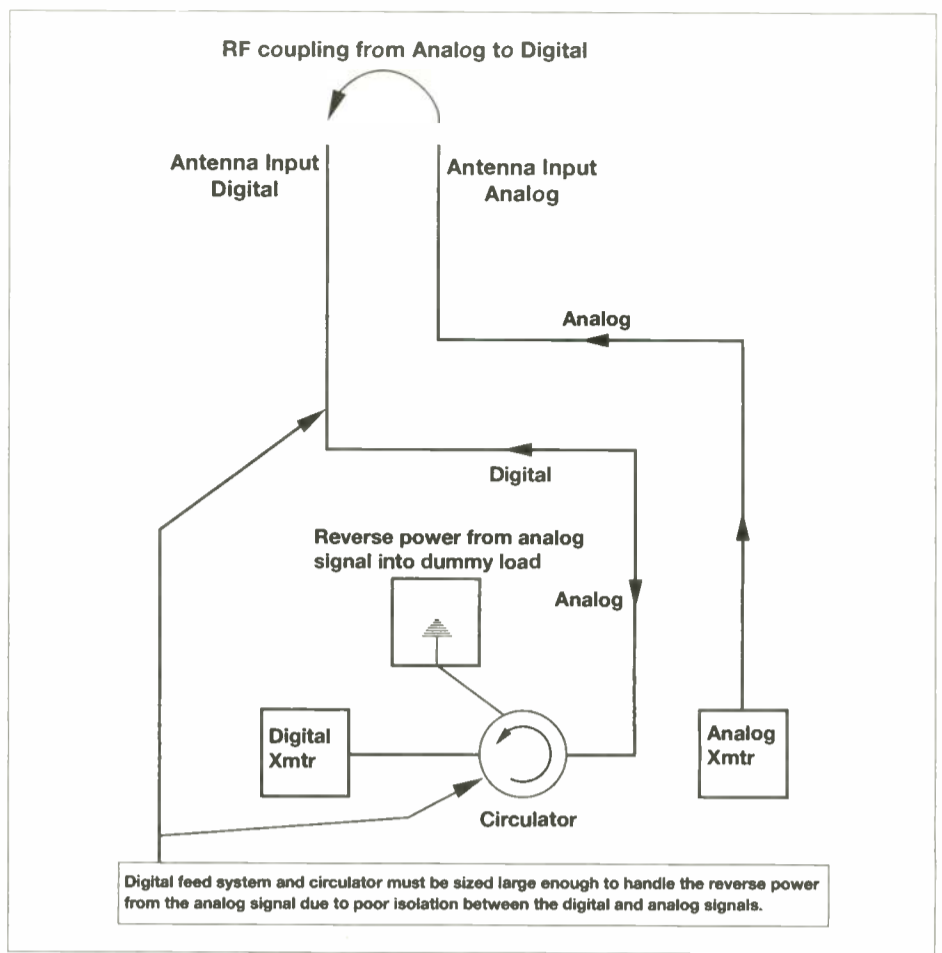 RF coupling from Analog to Digital
Antenna Input
Digital
Antenna Input
Analog
Analog
Digital
Reverse power from analog
signal into dummy load
Analog
Digital
Xmtr
Analog
Xmtr
Circulator
Digital feed system and circulator must be sized large enough to handle the reverse power
from the analog signal due to poor isolation between the digital and analog signals.